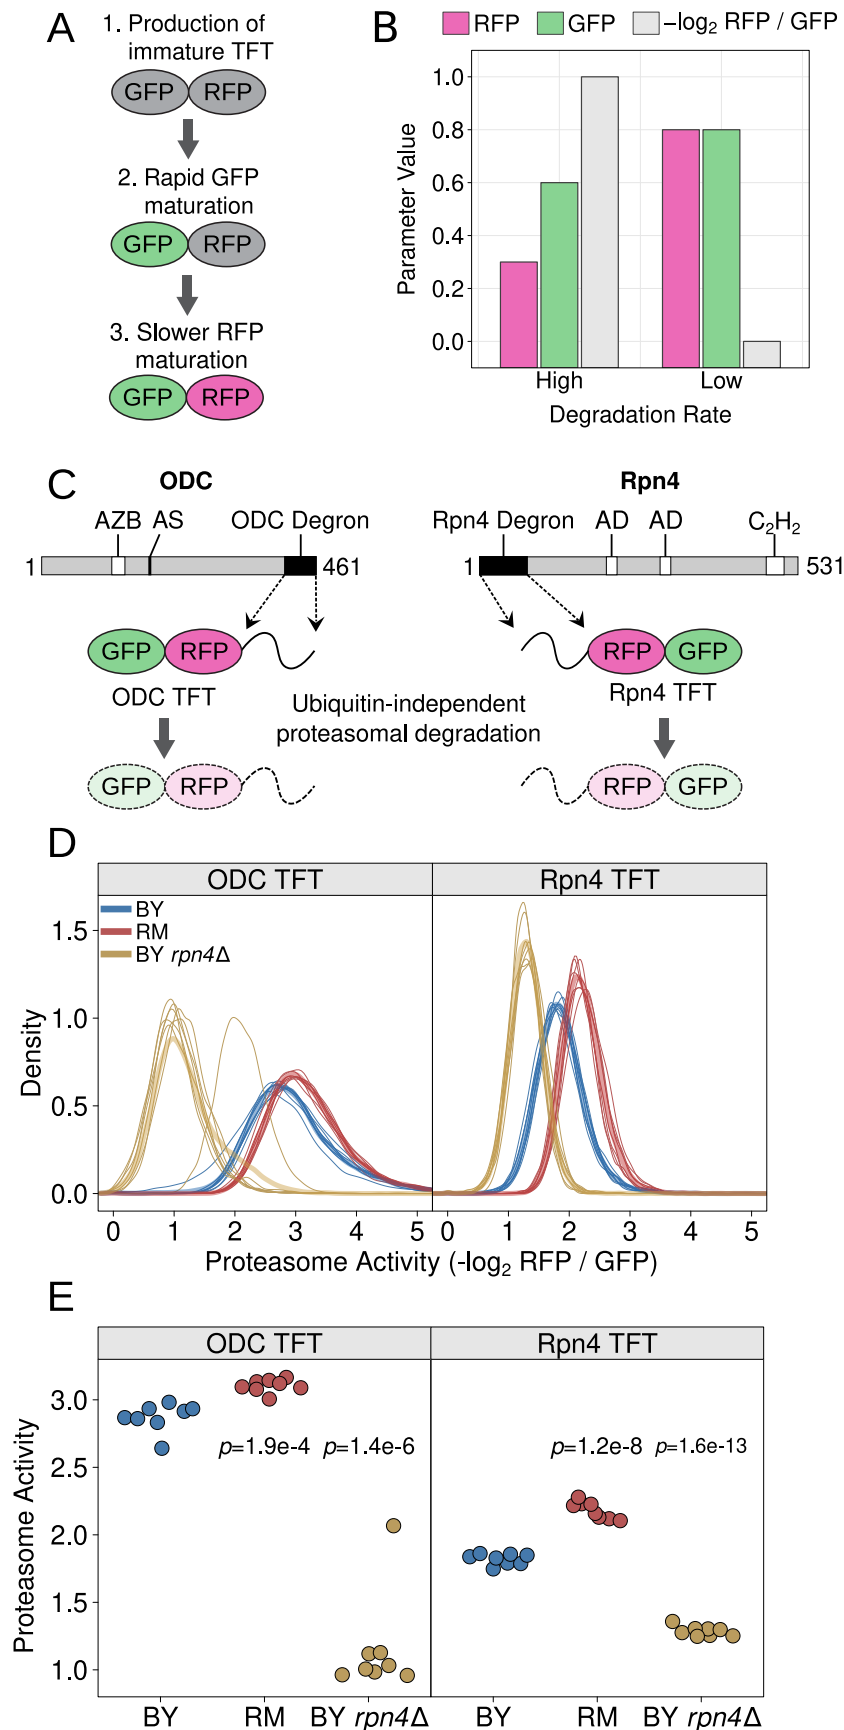 A
1. Production of
immature TFT
GFP RFP
2. Rapid GFP
maturation
GFP RFP
3. Slower RFP
maturation
GFP RFP
B
RFP GFP −log₂ RFP / GFP
Parameter Value
1.0
0.8
0.6
0.4
0.2
0.0
High Low
Degradation Rate
C
ODC
AZB AS ODC Degron
1 461
GFP RFP
ODC TFT
GFP RFP
Rpn4
Rpn4 Degron AD AD C₂H₂
1 531
RFP GFP
Rpn4 TFT
RFP GFP
Ubiquitin-independent
proteasomal degradation
D
ODC TFT Rpn4 TFT
BY
RM
BY rpn4Δ
Density
1.5
1.0
0.5
0.0
0 1 2 3 4 5 0 1 2 3 4 5
Proteasome Activity (-log₂ RFP / GFP)
E
ODC TFT Rpn4 TFT
Proteasome Activity
3.0
2.5
2.0
1.5
1.0
p=1.9e-4 p=1.4e-6 p=1.2e-8 p=1.6e-13
BY RM BY rpn4Δ BY RM BY rpn4Δ